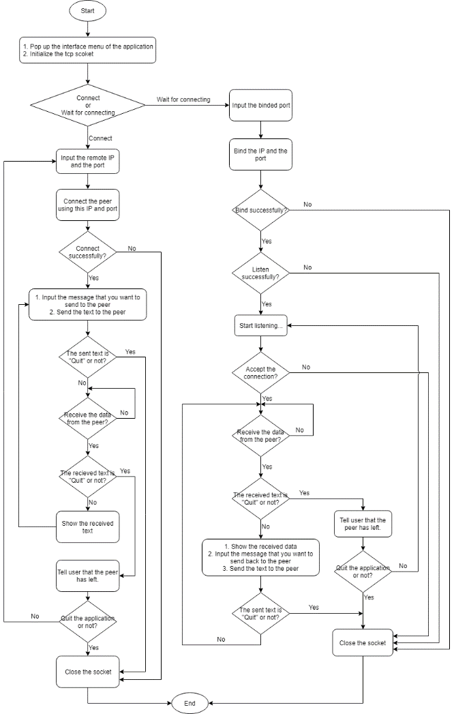 Start
1. Pop up the interface menu of the application
2. Initialize the tcp scoket
Connect
or
Wait for connecting
Wait for connecting
Connect
Input the binded port
Input the remote IP
and the port
Bind the IP and the
port
Connect the peer
using this IP and port
Bind successfully?
No
Yes
Connect
successfully?
No
Yes
Listen
successfully?
No
Yes
1. Input the message that you want to
send to the peer
2. Send the text to the peer
Start listening...
The sent text is
"Quit" or not?
Yes
No
Accept the
connection?
No
Yes
Receive the data
from the peer?
No
Yes
Receive the data
from the peer?
No
Yes
The recieved text is
"Quit" or not?
Yes
No
The received text is
"Quit" or not?
Yes
No
Show the received
text
Tell user that the
peer has left.
1. Show the received data
2. Input the message that you want to
send back to the peer
3. Send the text to the peer
Quit the application
or not?
No
Yes
Tell user that the peer
has left.
The sent text is
"Quit" or not?
Yes
No
Quit the application
or not?
No
Yes
Close the socket
Close the socket
End